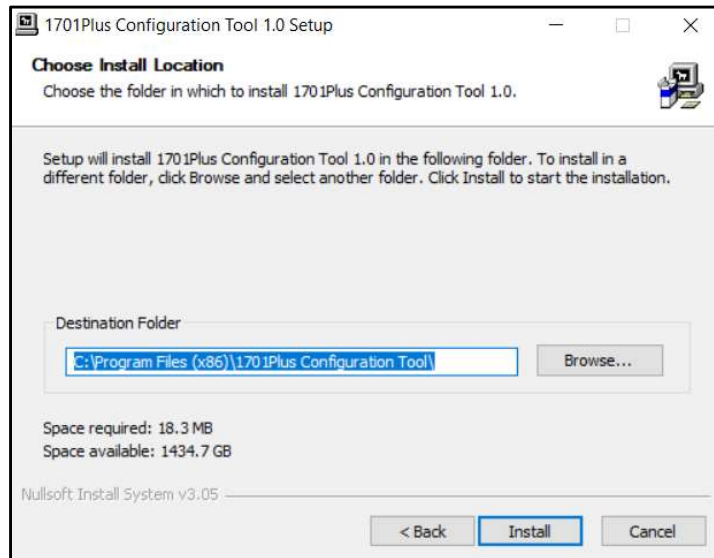 1701Plus Configuration Tool 1.0 Setup
Choose Install Location
Choose the folder in which to install 1701Plus Configuration Tool 1.0.
Setup will install 1701Plus Configuration Tool 1.0 in the following folder. To install in a
different folder, click Browse and select another folder. Click Install to start the installation.
Destination Folder
C:\Program Files (x86)\1701Plus Configuration Tool\
Browse...
Space required: 18.3 MB
Space available: 1434.7 GB
Nullsoft Install System v3.05
< Back Install Cancel